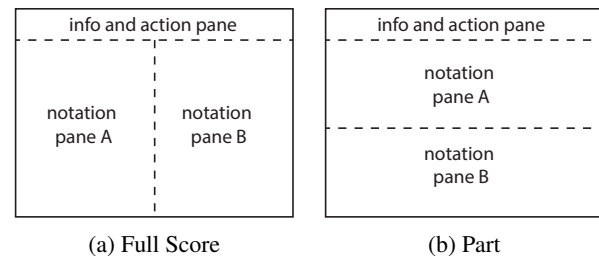 info and action pane
notation
pane A
notation
pane B
(a) Full Score
info and action pane
notation
pane A
notation
pane B
(b) Part